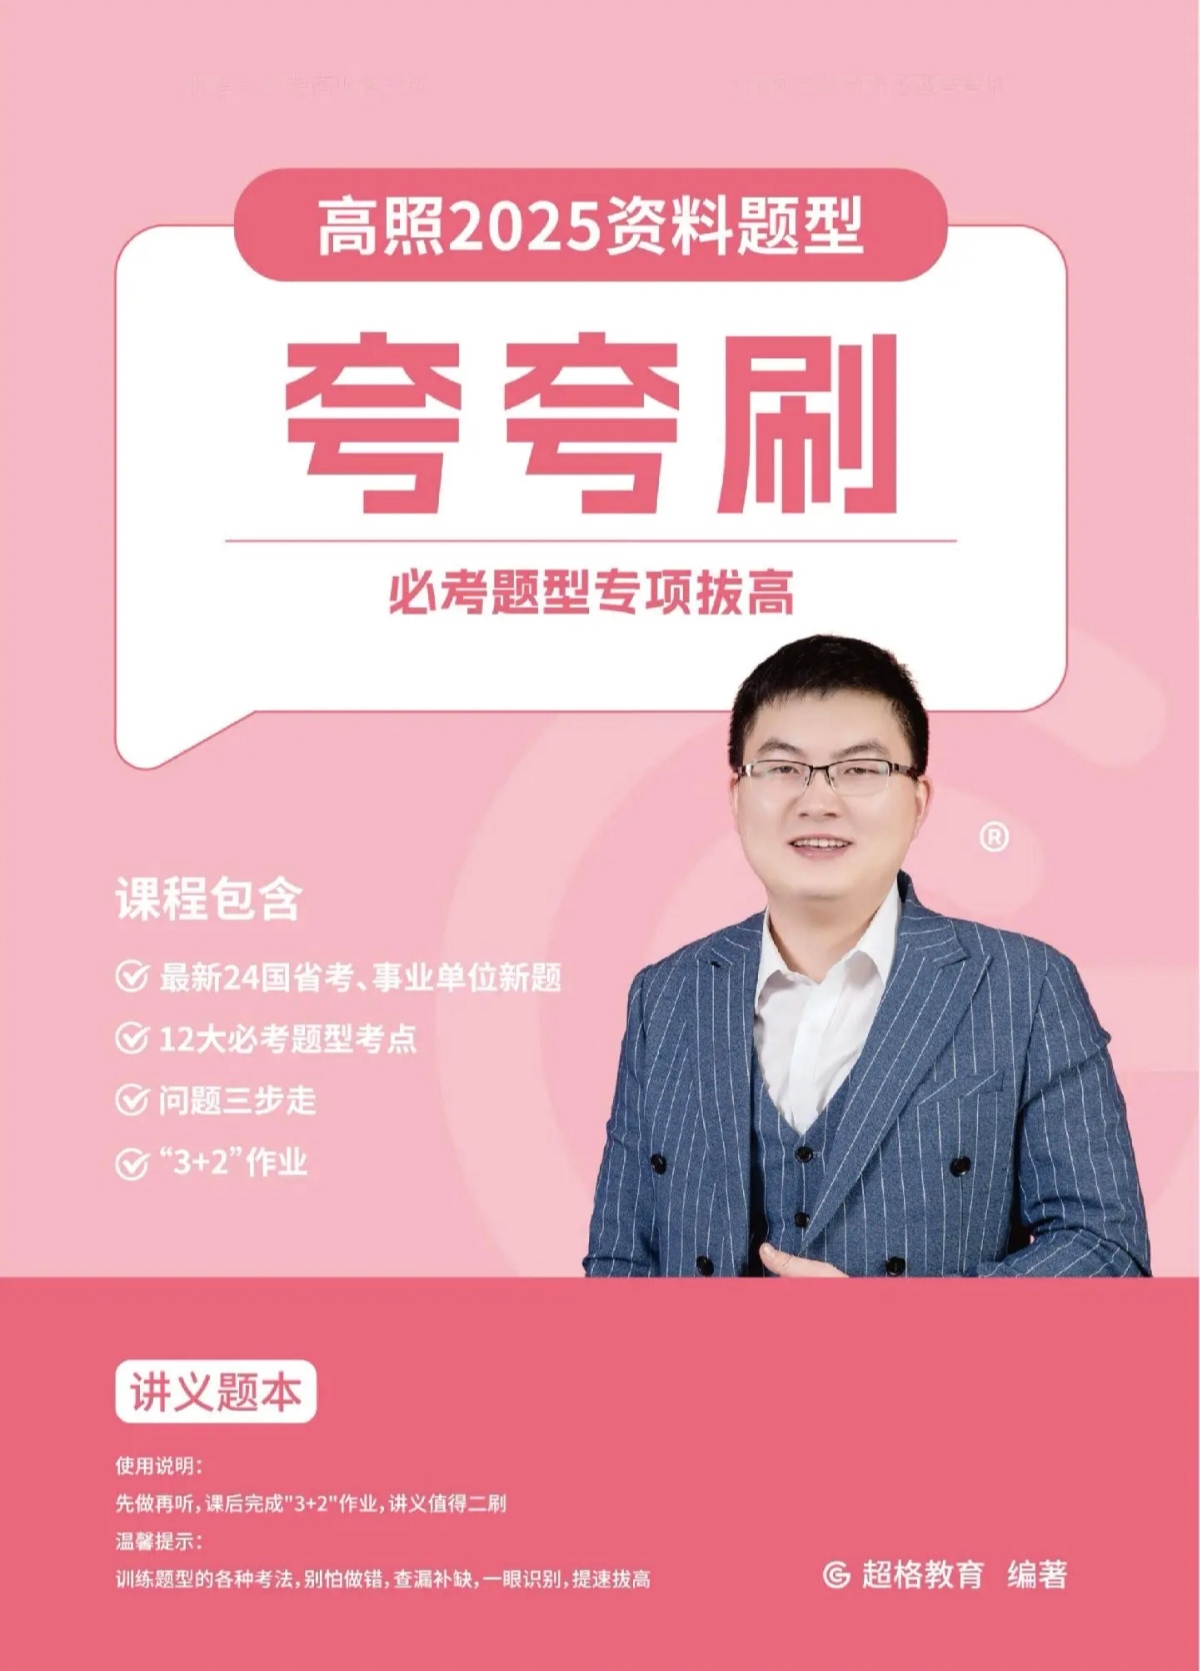 高照2025资料题型
夸夸刷
必考题型专项拔高
®
课程包含
最新24国省考、事业单位新题
12大必考题型考点
问题三步走
“3+2”作业
讲义题本
使用说明：
先做再听，课后完成"3+2"作业，讲义值得二刷
温馨提示：
训练题型的各种考法，别怕做错，查漏补缺，一眼识别，提速拔高
超格教育 编著